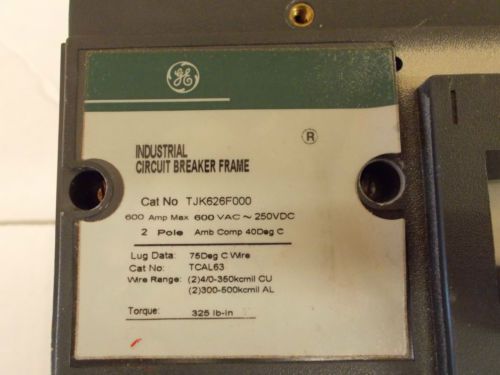 GE
®
INDUSTRIAL
CIRCUIT BREAKER FRAME
Cat No TJK626F000
600 Amp Max 600 VAC ~ 250VDC
2 Pole Amb Comp 40Deg C
Lug Data: 75Deg C Wire
Cat No: TCAL63
Wire Range: (2)4/0-350kcmil CU
(2)300-500kcmil AL
Torque: 325 lb-in